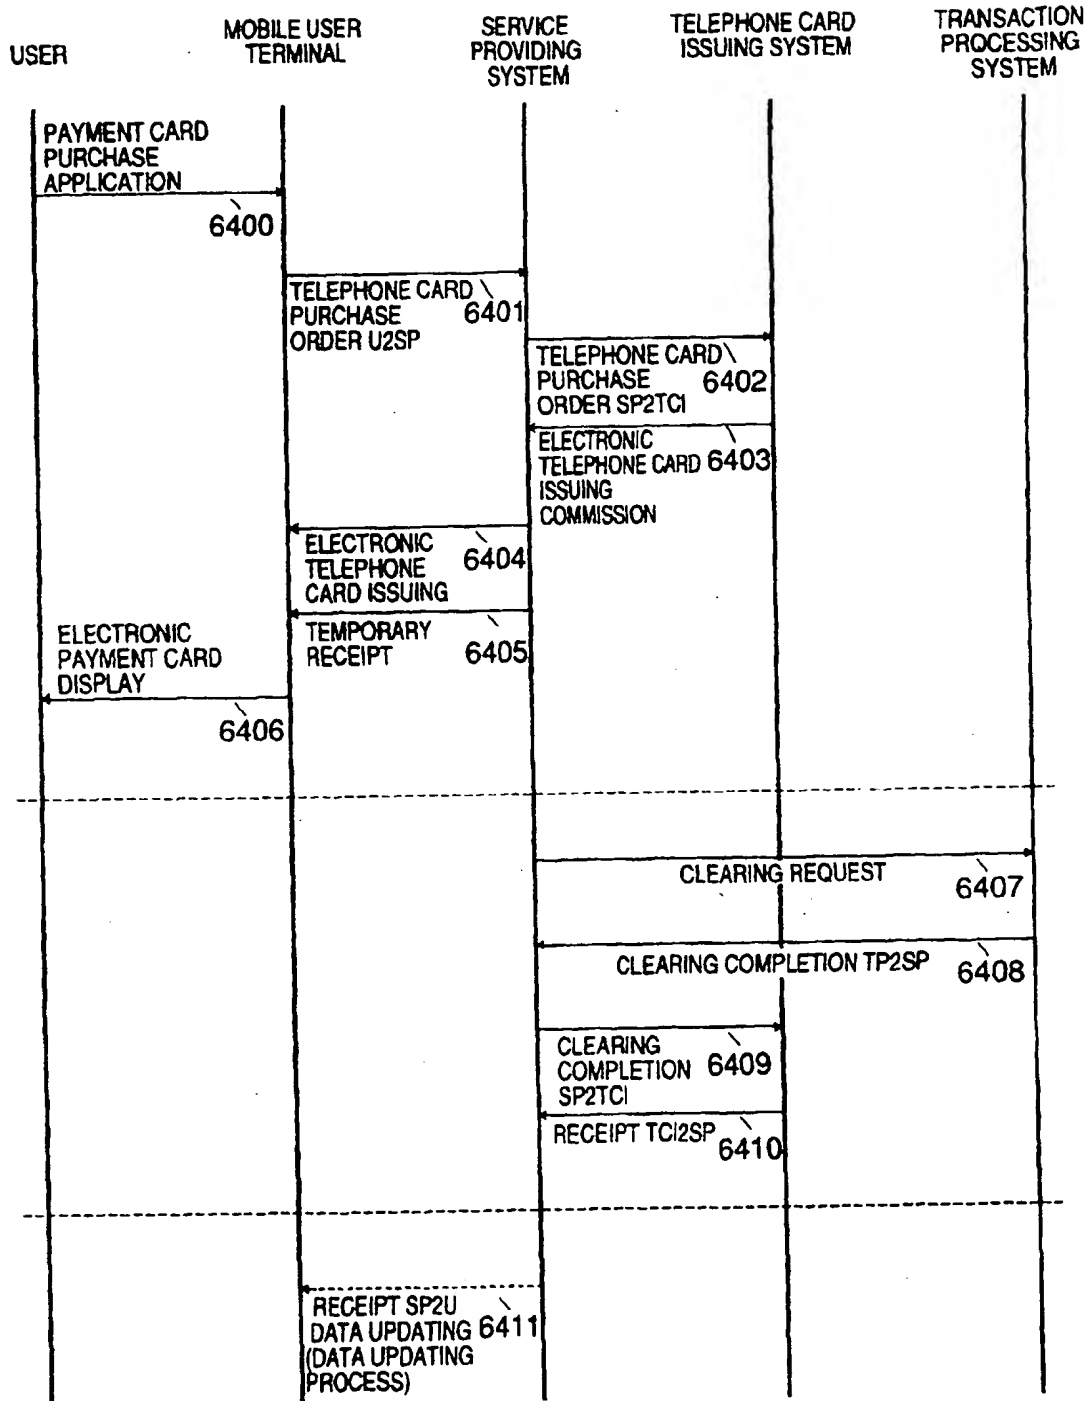 USER
MOBILE USER
TERMINAL
SERVICE
PROVIDING
SYSTEM
TELEPHONE CARD
ISSUING SYSTEM
TRANSACTION
PROCESSING
SYSTEM
PAYMENT CARD
PURCHASE
APPLICATION
6400
TELEPHONE CARD
PURCHASE
ORDER U2SP
6401
TELEPHONE CARD
PURCHASE
ORDER SP2TCI
6402
ELECTRONIC
TELEPHONE CARD
ISSUING
COMMISSION
6403
ELECTRONIC
TELEPHONE
CARD ISSUING
6404
TEMPORARY
RECEIPT
6405
ELECTRONIC
PAYMENT CARD
DISPLAY
6406
CLEARING REQUEST
6407
CLEARING COMPLETION TP2SP
6408
CLEARING
COMPLETION
SP2TCI
6409
RECEIPT TCI2SP
6410
RECEIPT SP2U
DATA UPDATING
(DATA UPDATING
PROCESS)
6411